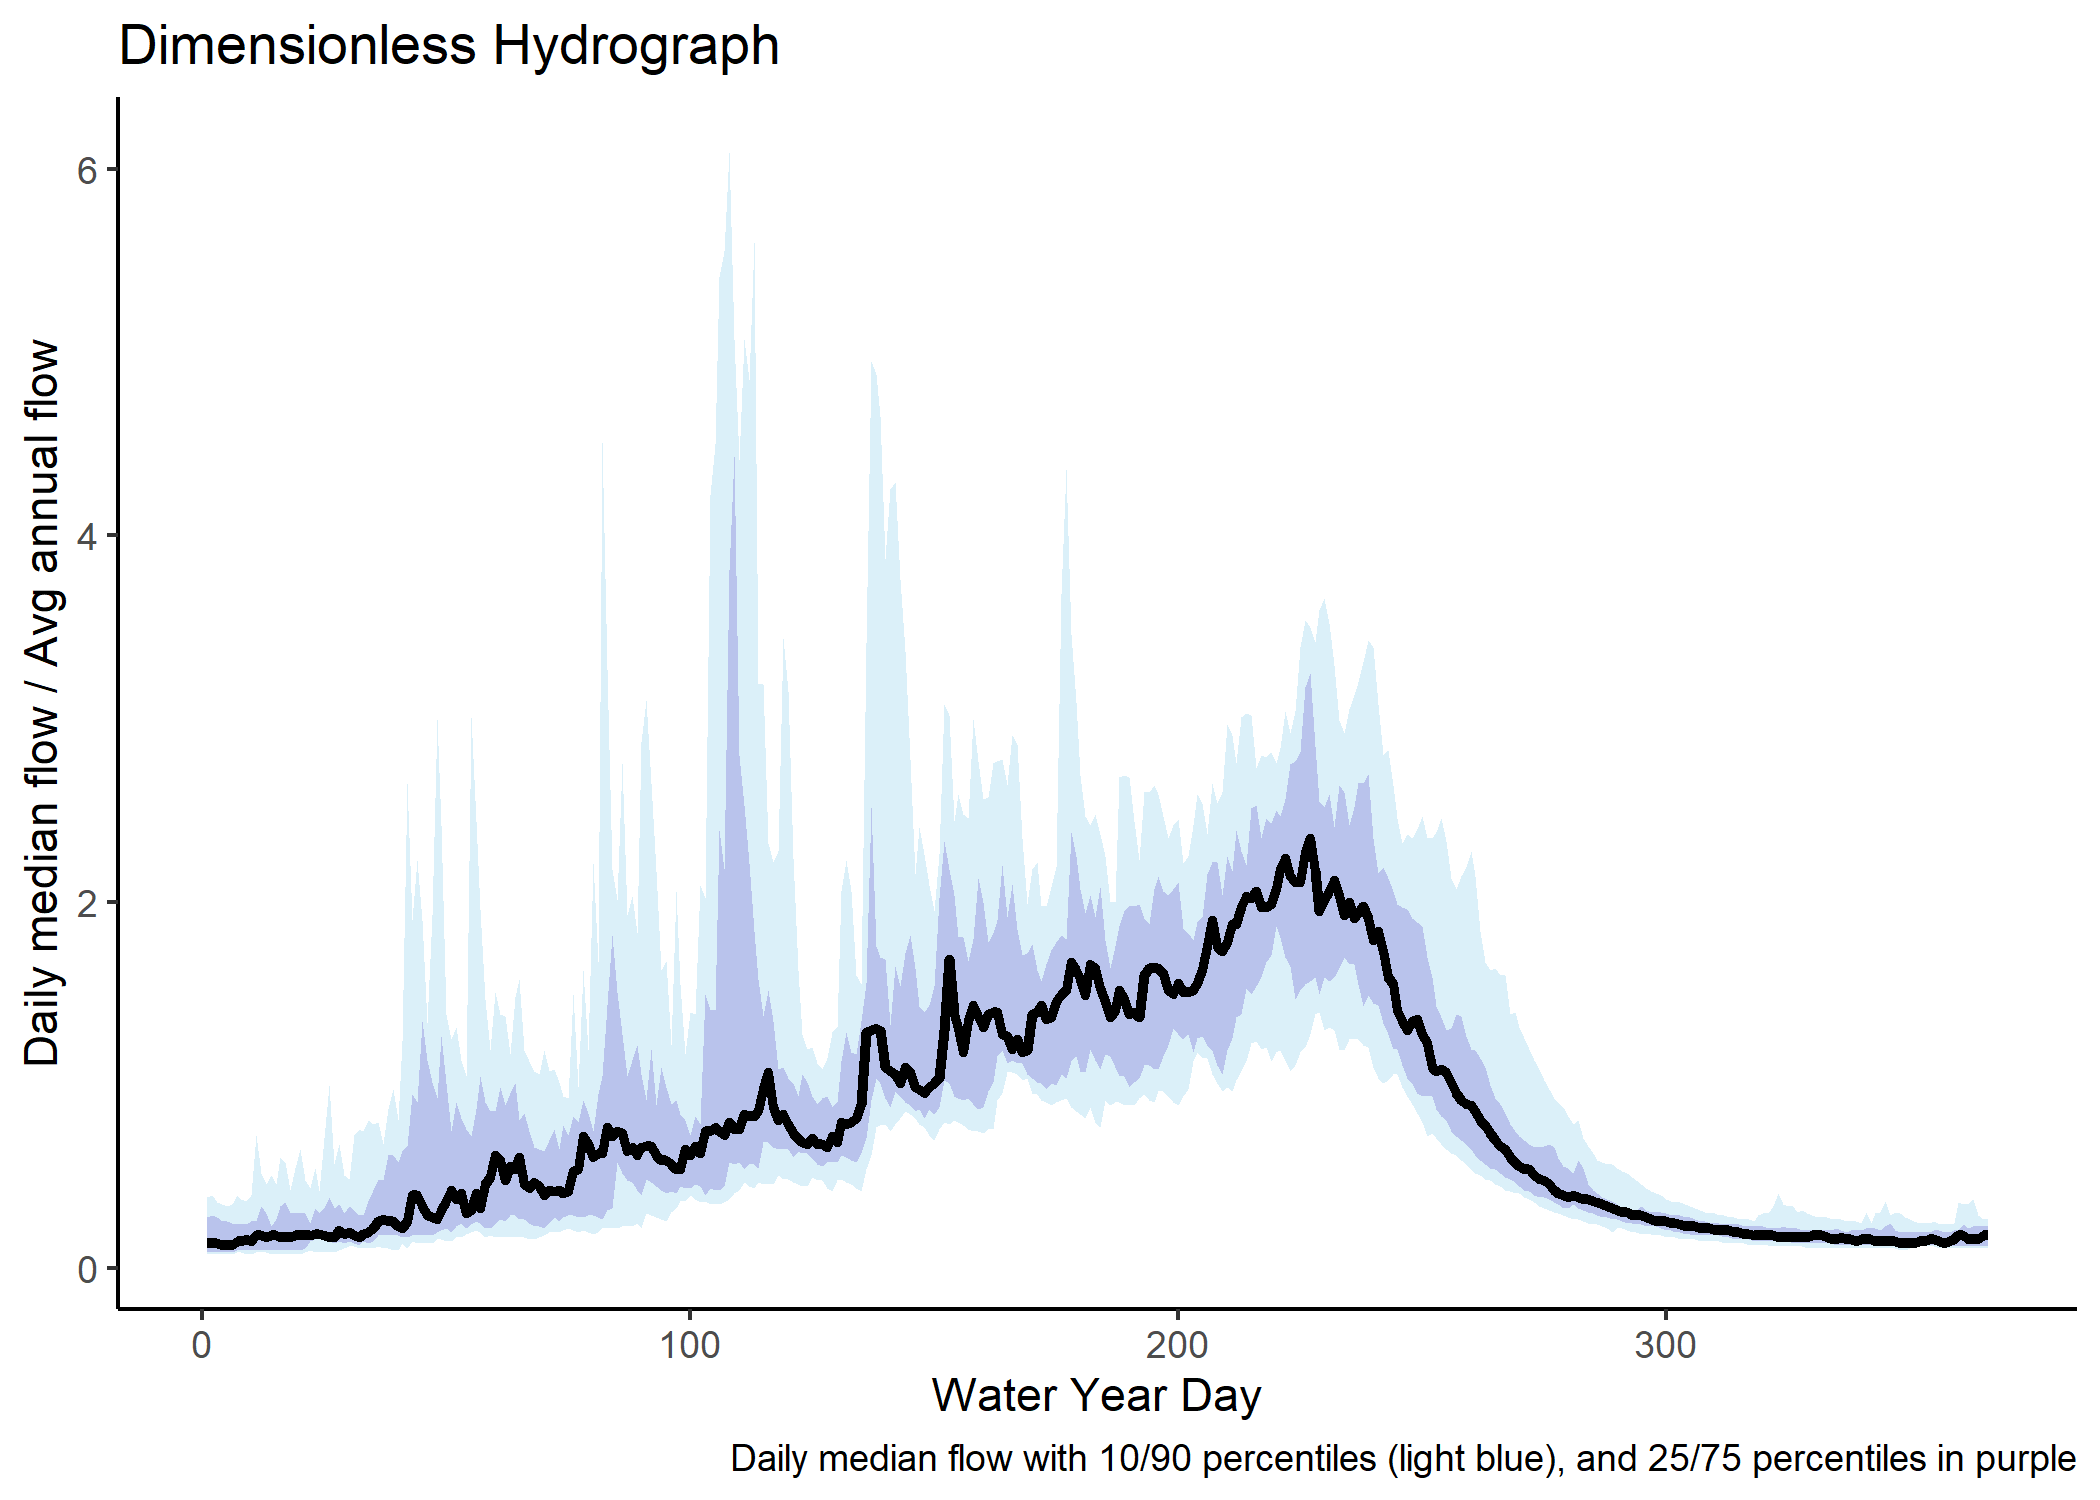 Dimensionless Hydrograph
Daily median flow / Avg annual flow
6
4
2
0
0 100 200 300
Water Year Day
Daily median flow with 10/90 percentiles (light blue), and 25/75 percentiles in purple